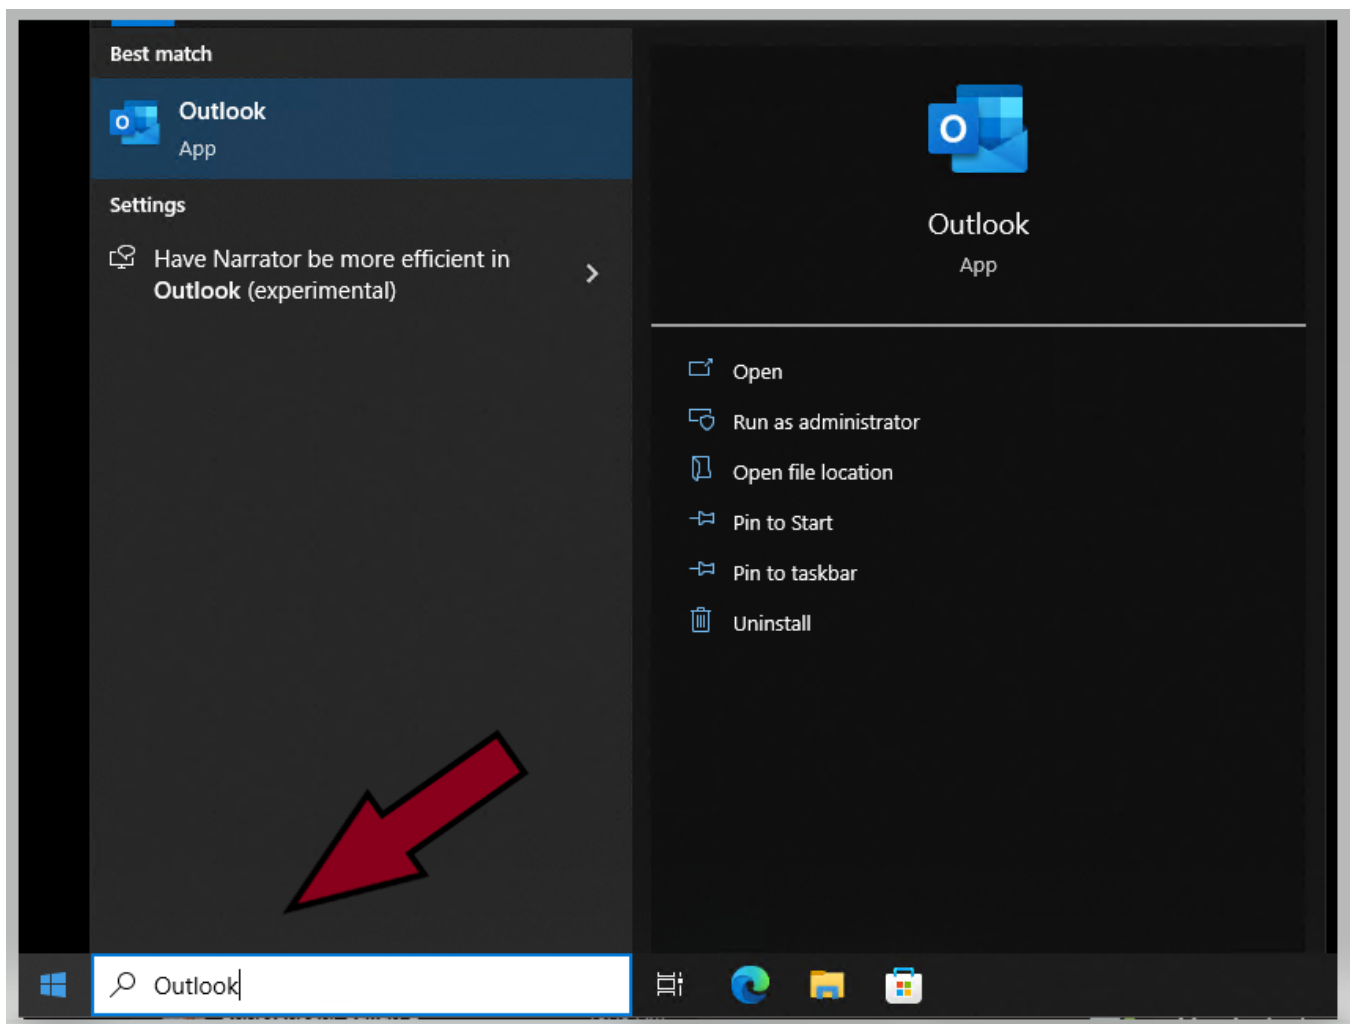 Best match
Outlook
App
Settings
Have Narrator be more efficient in
Outlook (experimental)
Outlook
App
Open
Run as administrator
Open file location
Pin to Start
Pin to taskbar
Uninstall
Outlook